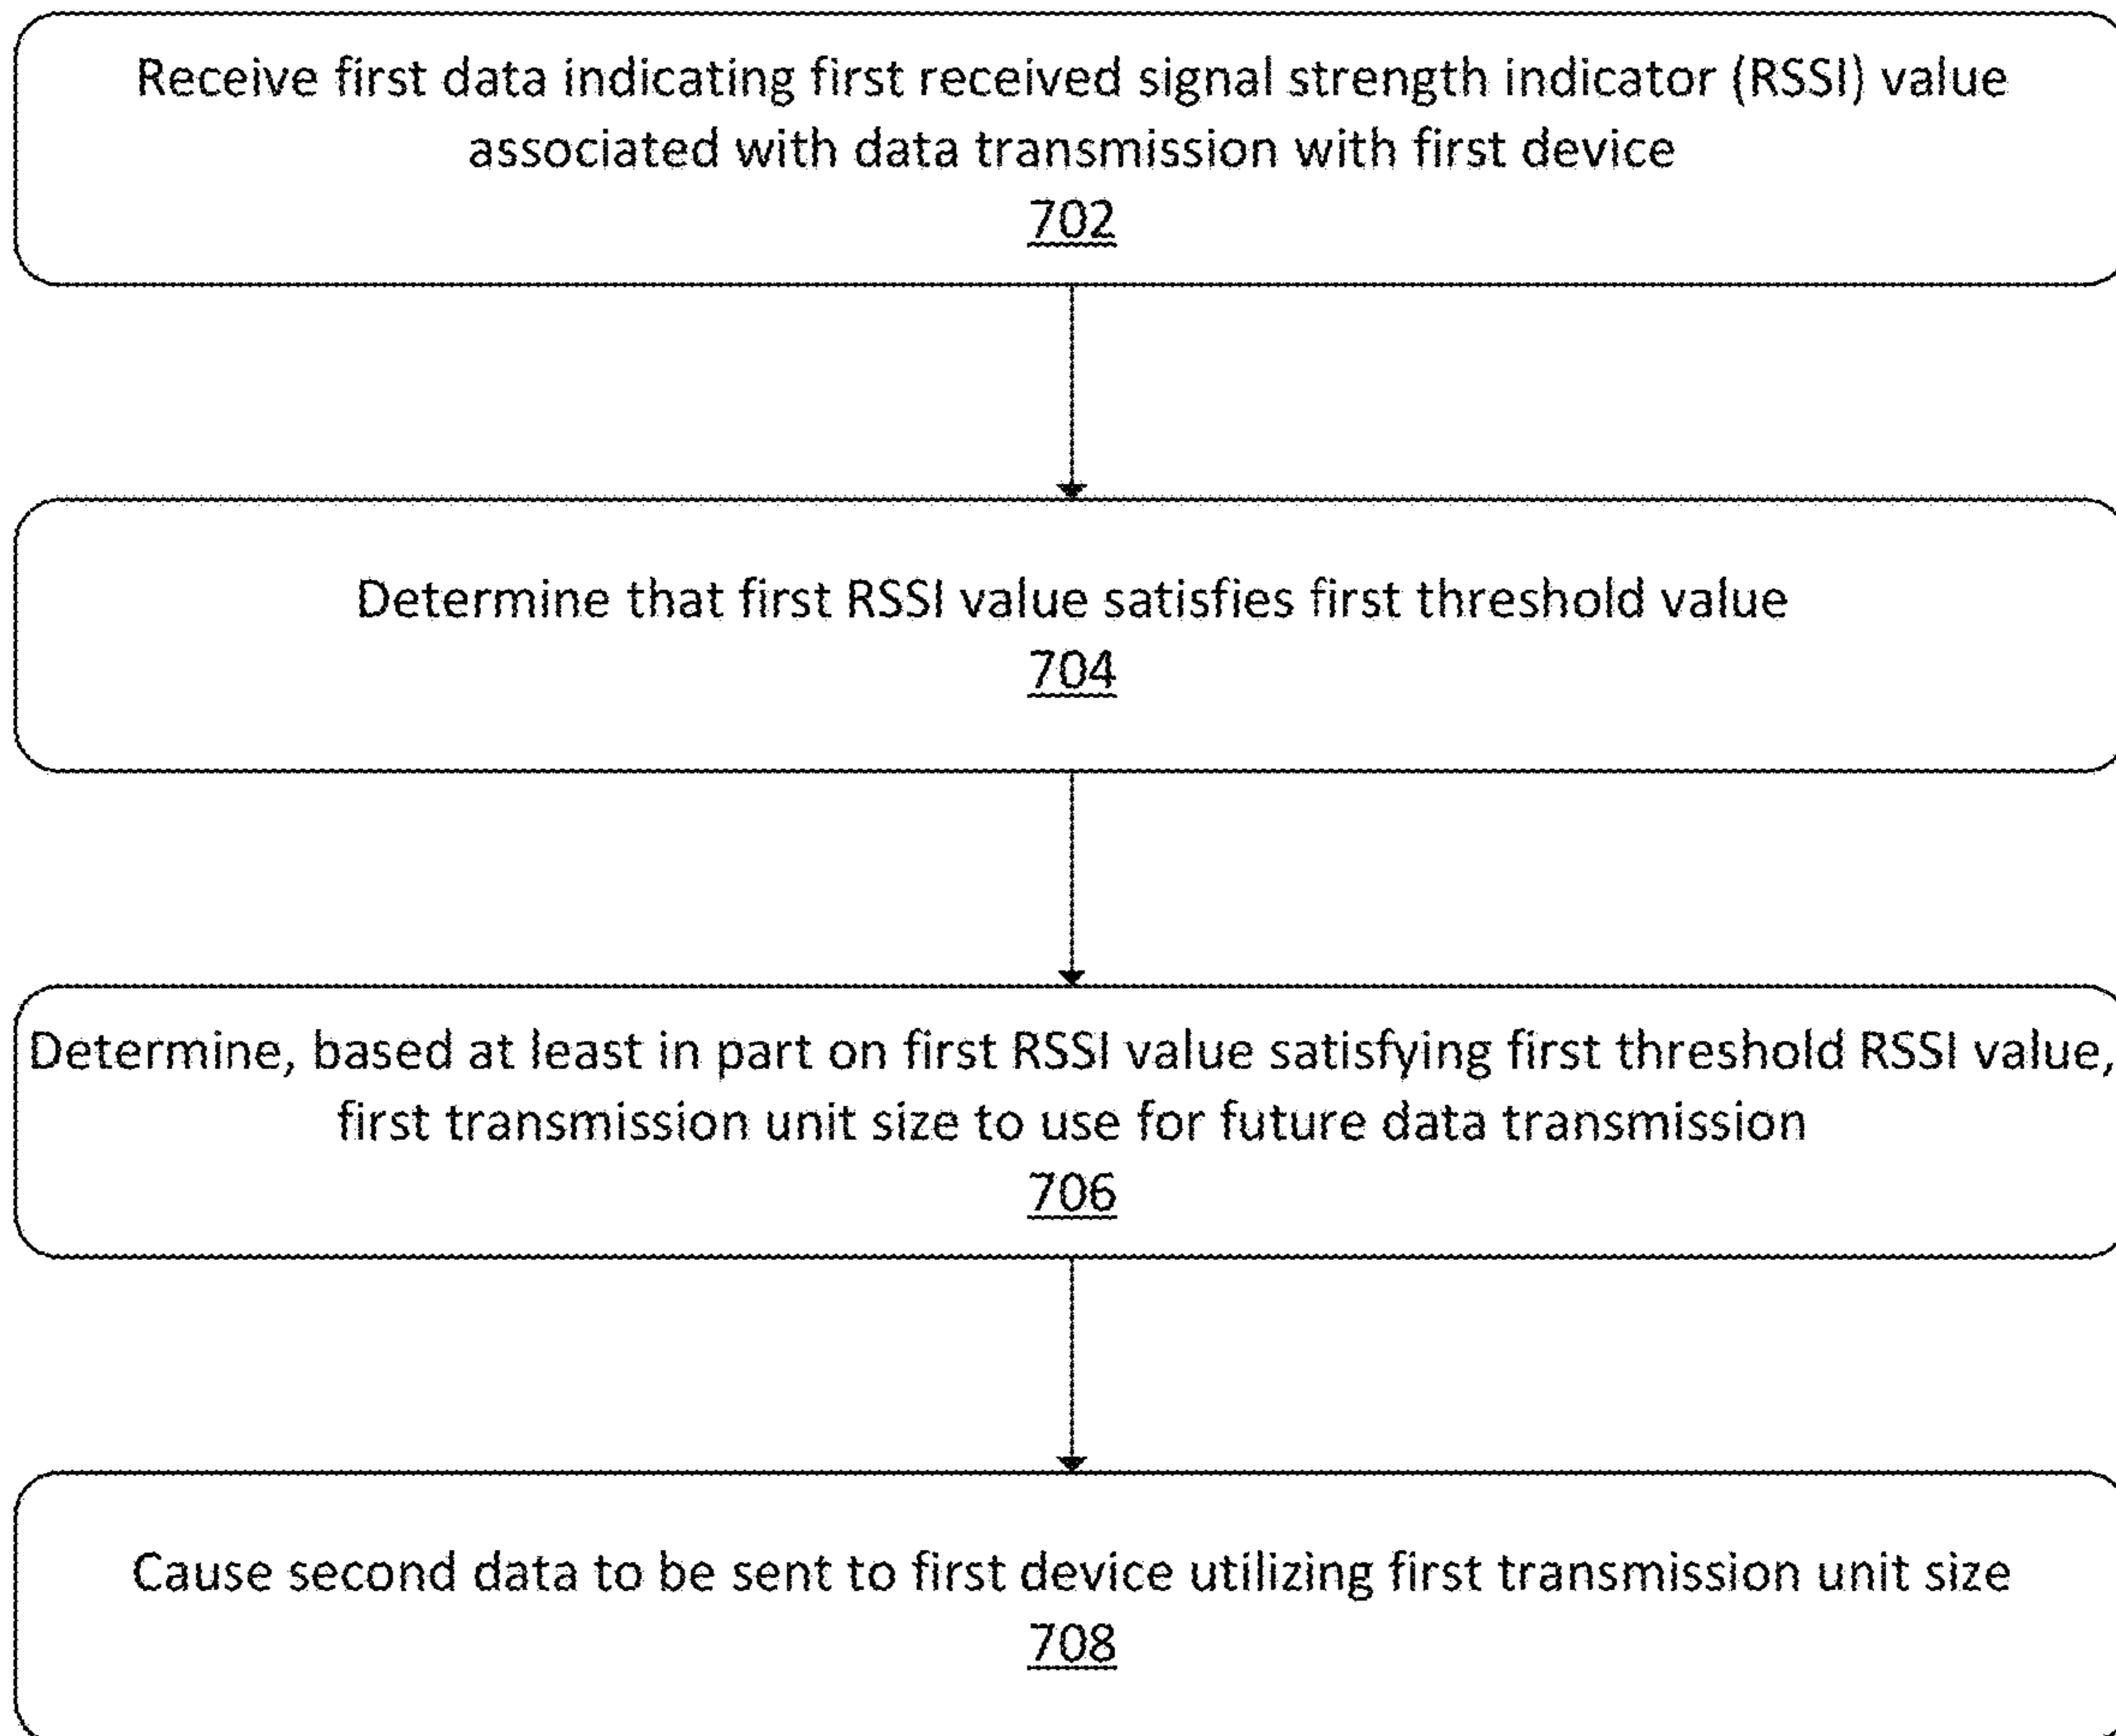 Receive first data indicating first received signal strength indicator (RSSI) value
associated with data transmission with first device
702
Determine that first RSSI value satisfies first threshold value
704
Determine, based at least in part on first RSSI value satisfying first threshold RSSI value,
first transmission unit size to use for future data transmission
706
Cause second data to be sent to first device utilizing first transmission unit size
708